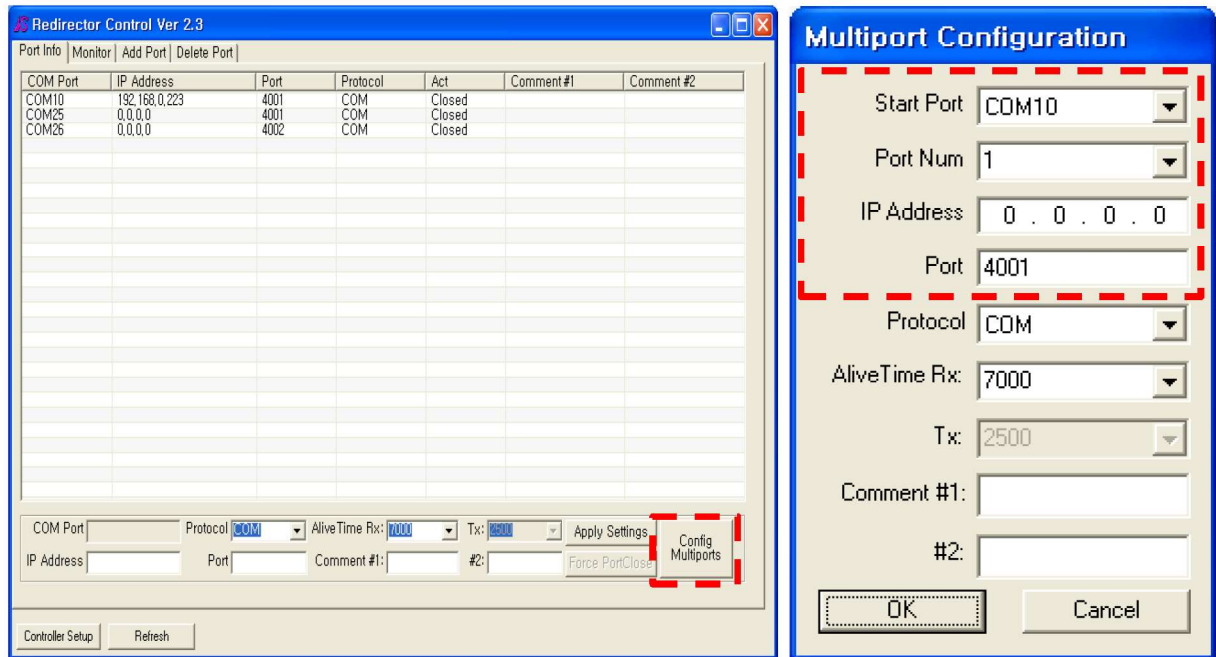 Redirector Control Ver 2.3
Port Info Monitor Add Port Delete Port
COM Port IP Address Port Protocol Act Comment #1 Comment #2
COM10 192,168,0,223 4001 COM Closed
COM25 0,0,0,0 4001 COM Closed
COM26 0,0,0,0 4002 COM Closed
COM Port Protocol COM AliveTime Rx: 7000 Tx: 2500 Apply Settings Config Multiports
IP Address Port Comment #1: #2: Force PortClose
Controller Setup Refresh
Multiport Configuration
Start Port COM10
Port Num 1
IP Address 0 . 0 . 0 . 0
Port 4001
Protocol COM
AliveTime Rx: 7000
Tx: 2500
Comment #1:
#2:
OK Cancel